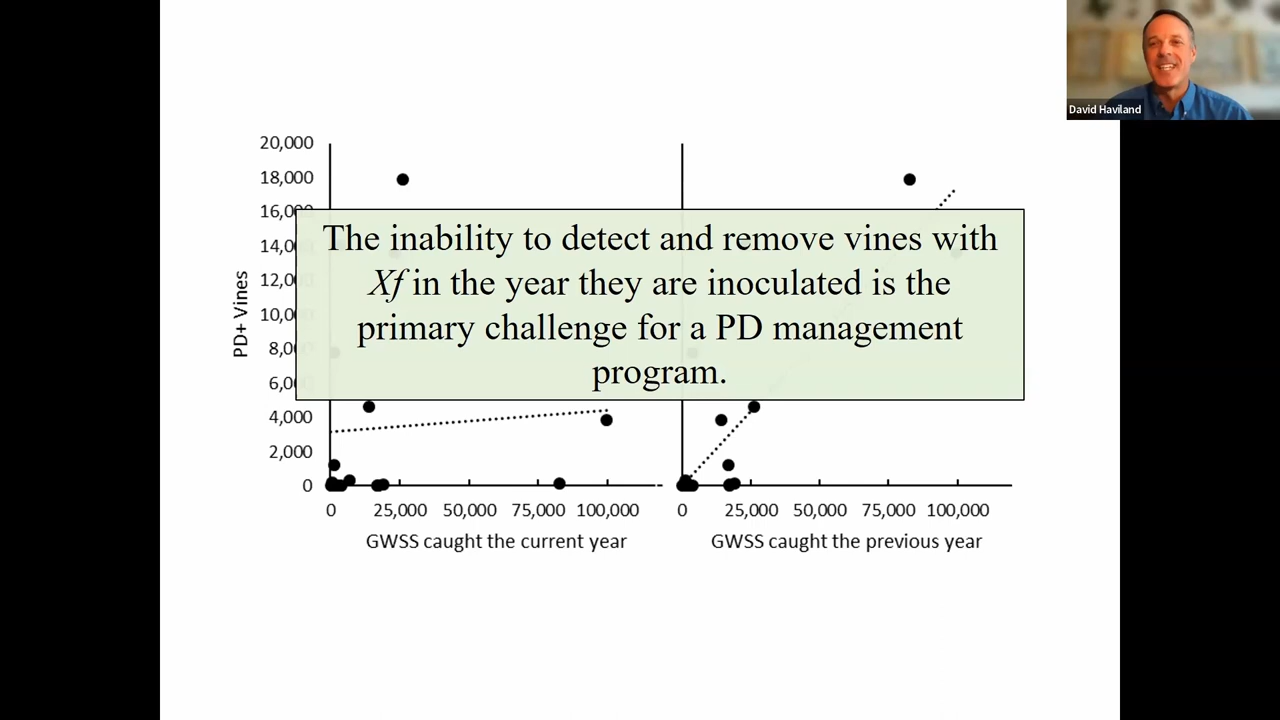 David Haviland
20,000
18,000
16,000
14,0
12,0
10,0
8,0
6,0
4,000
2,000
0
PD+ Vines
The inability to detect and remove vines with
Xf in the year they are inoculated is the
primary challenge for a PD management
program.
0 25,000 50,000 75,000 100,000
0 25,000 50,000 75,000 100,000
GWSS caught the current year
GWSS caught the previous year